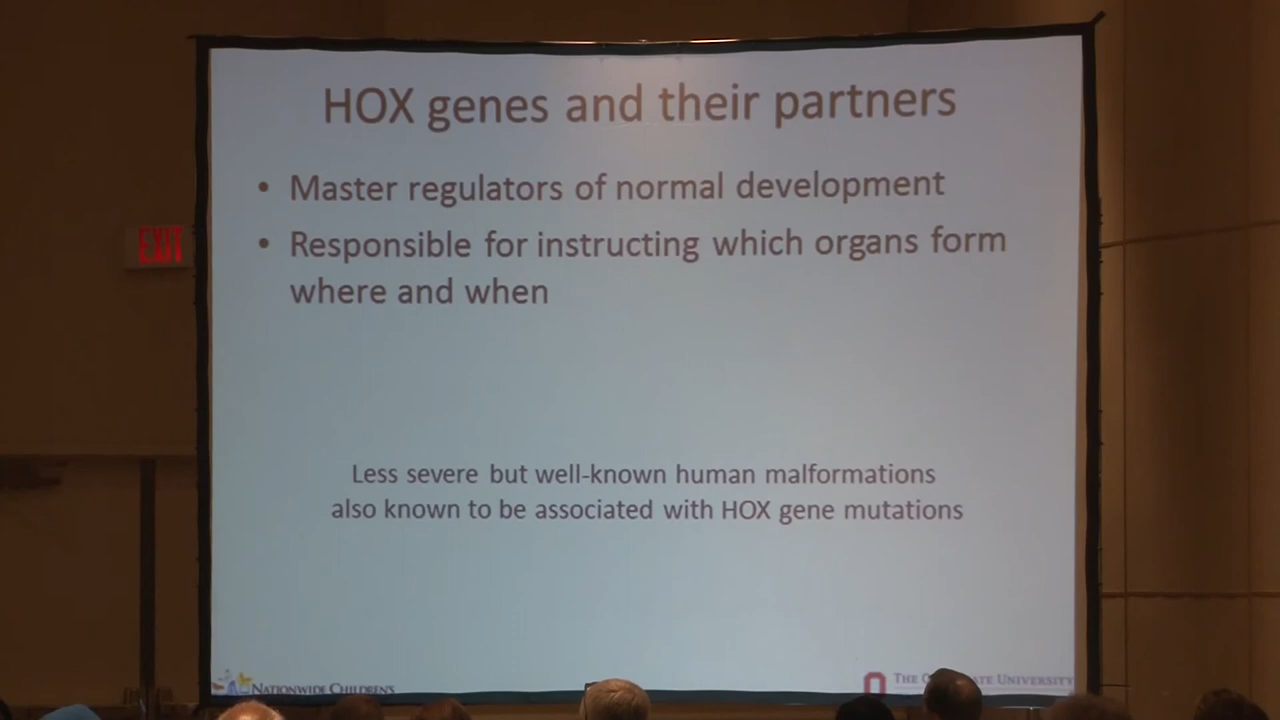 HOX genes and their partners
• Master regulators of normal development
• Responsible for instructing which organs form
where and when
EXIT
Less severe but well-known human malformations
also known to be associated with HOX gene mutations
NATIONWIDE CHILDREN'S
THE UNIVERSITY